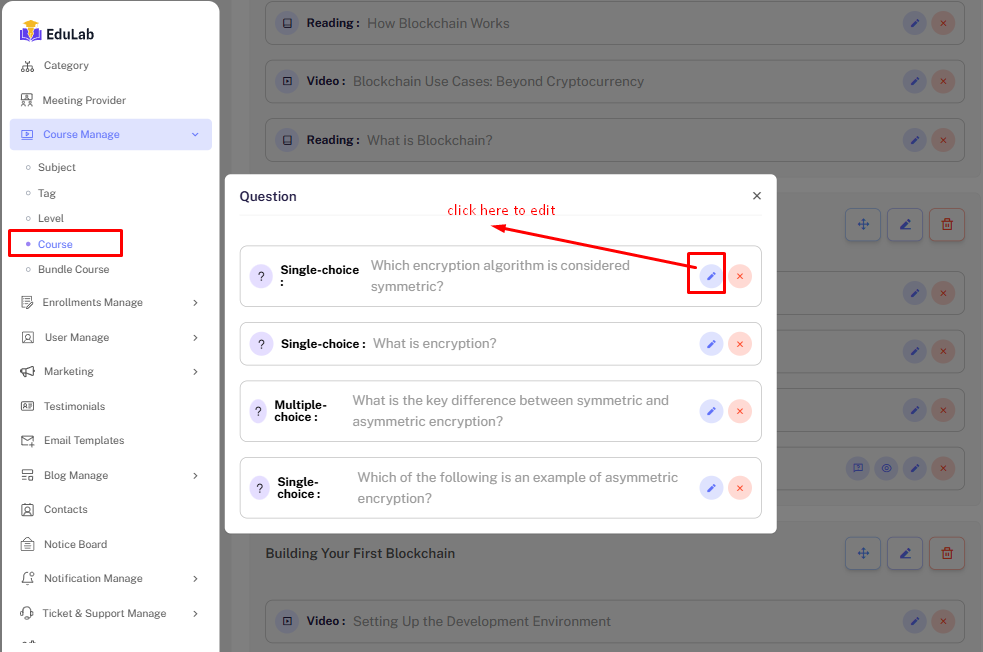 EduLab
Category
Meeting Provider
Course Manage
Subject
Tag
Level
Course
Bundle Course
Enrollments Manage
User Manage
Marketing
Testimonials
Email Templates
Blog Manage
Contacts
Notice Board
Notification Manage
Ticket & Support Manage
Reading : How Blockchain Works
Video : Blockchain Use Cases: Beyond Cryptocurrency
Reading : What is Blockchain?
Question
click here to edit
? Single-choice : Which encryption algorithm is considered
symmetric?
? Single-choice : What is encryption?
? Multiple- What is the key difference between symmetric and
choice : asymmetric encryption?
? Single- Which of the following is an example of asymmetric
choice : encryption?
Building Your First Blockchain
Video : Setting Up the Development Environment